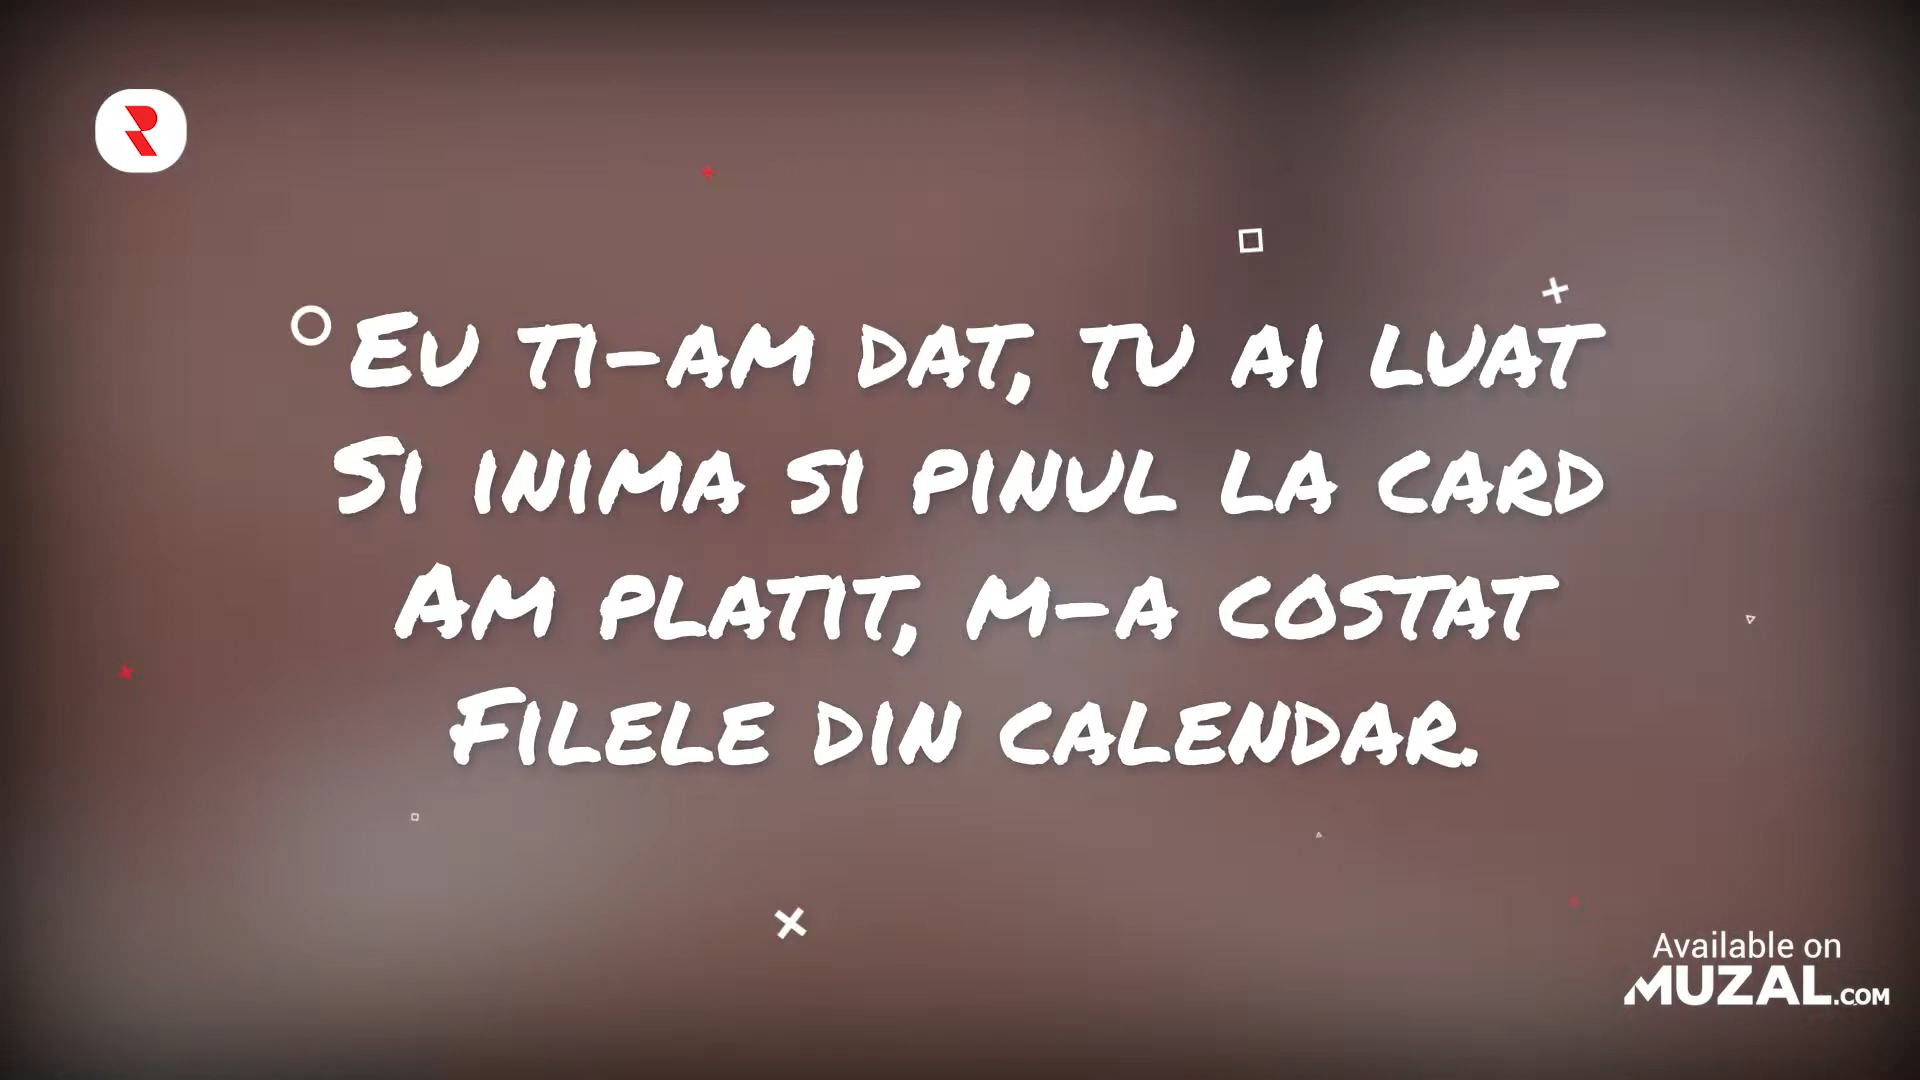 R
Eu ti-am dat, tu ai luat
Si inima si pinul la card
Am platit, m-a costat
Filele din calendar.
Available on
MUZAL.COM